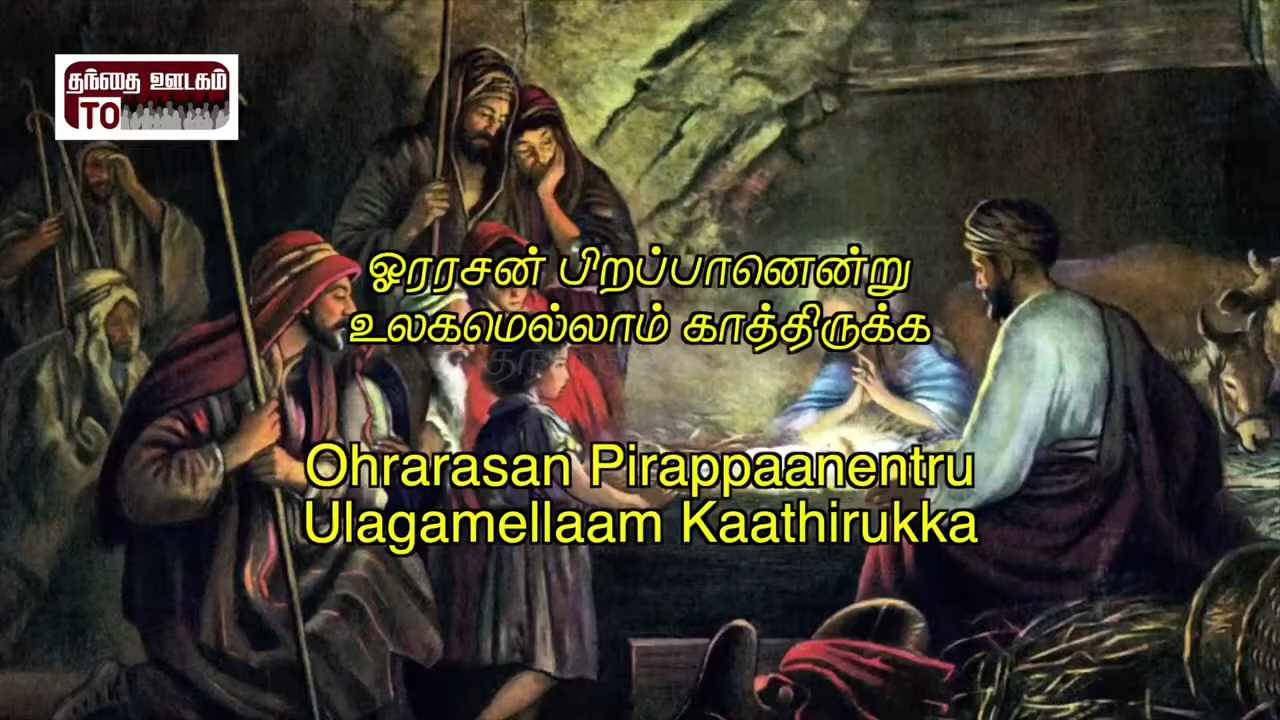 தந்தை ஊடகம்
TO
ஓரரசன் பிறப்பானென்று
உலகமெல்லாம் காத்திருக்க
Ohrarasan Pirappaanentru
Ulagamellaam Kaathirukka